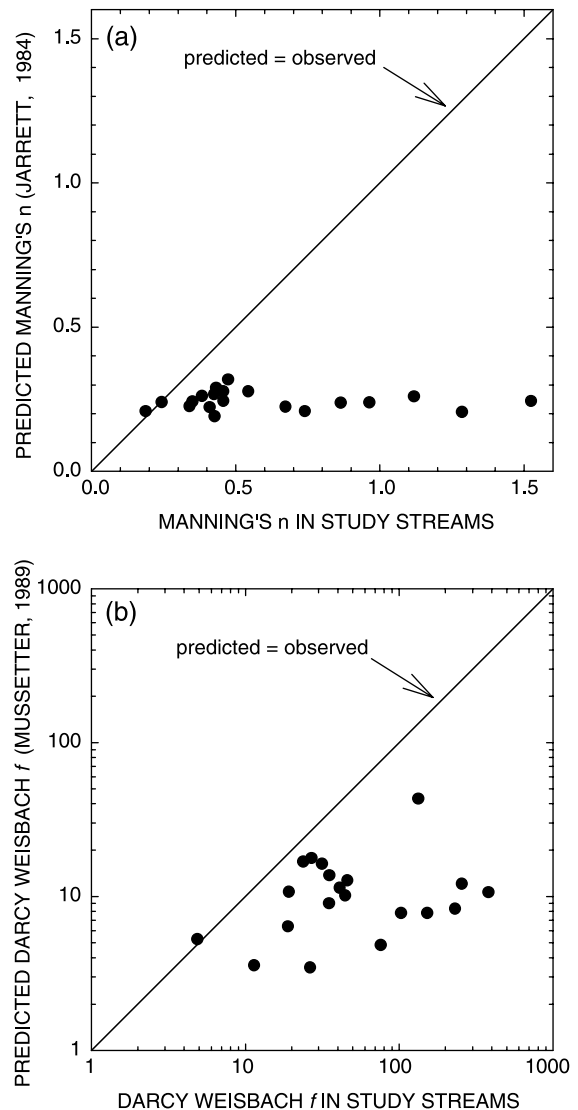 (a)
predicted = observed
PREDICTED MANNING'S n (JARRETT, 1984)
1.5
1.0
0.5
0.0
0.0 0.5 1.0 1.5
MANNING'S n IN STUDY STREAMS
(b)
predicted = observed
PREDICTED DARCY WEISBACH f (MUSSETTER, 1989)
1000
100
10
1
1 10 100 1000
DARCY WEISBACH f IN STUDY STREAMS